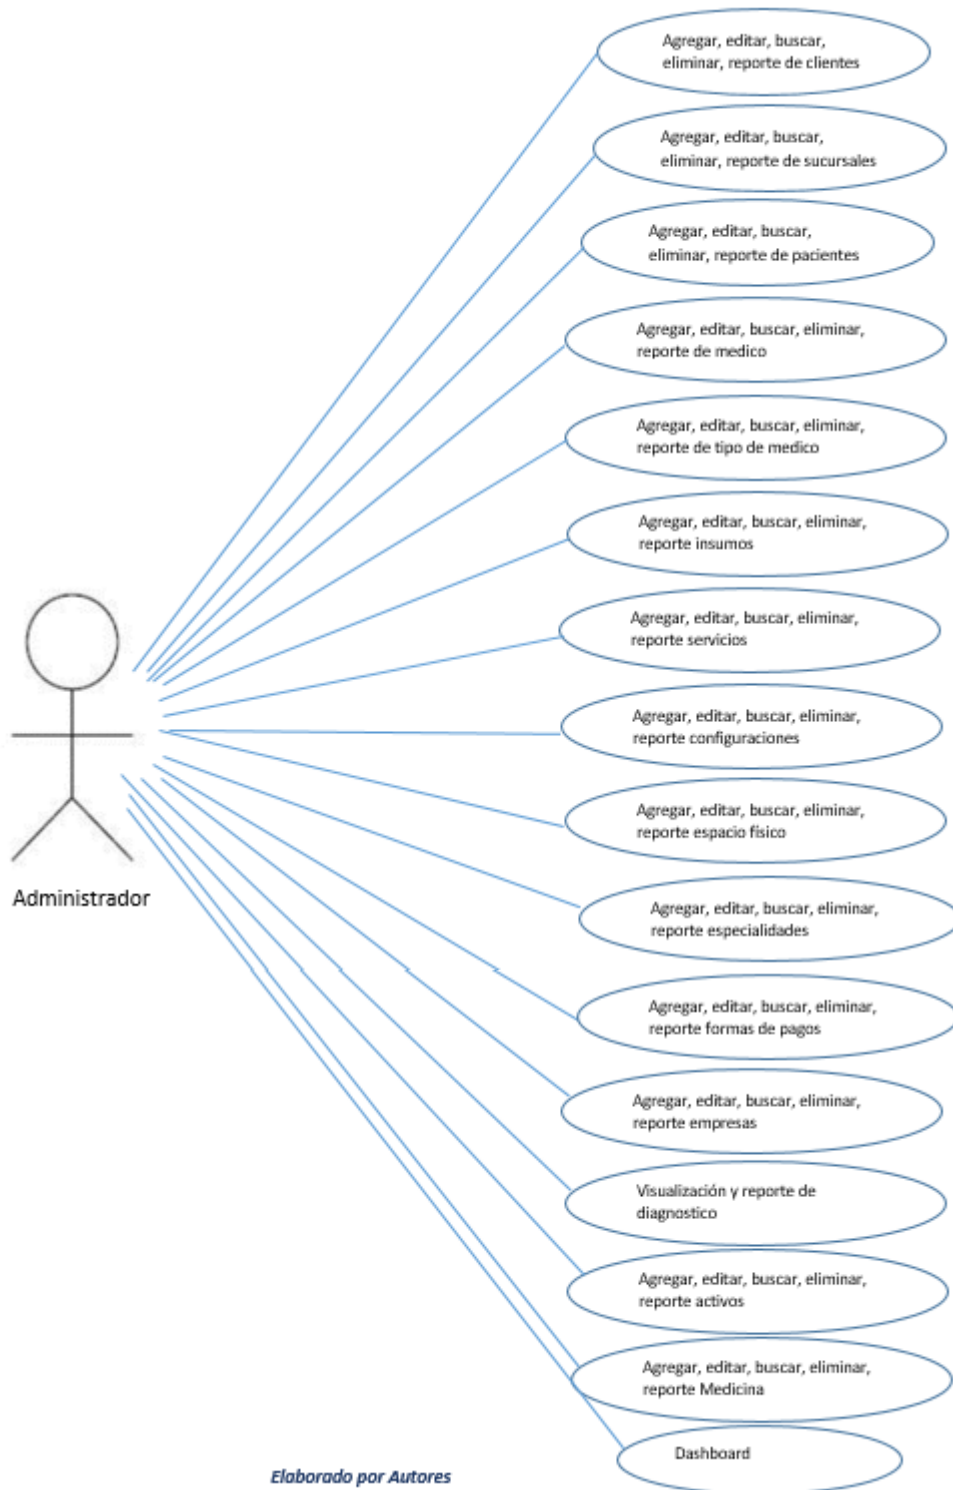 Agregar, editar, buscar,
eliminar, reporte de clientes
Agregar, editar, buscar,
eliminar, reporte de sucursales
Agregar, editar, buscar,
eliminar, reporte de pacientes
Agregar, editar, buscar, eliminar,
reporte de medico
Agregar, editar, buscar, eliminar,
reporte de tipo de medico
Agregar, editar, buscar, eliminar,
reporte insumos
Agregar, editar, buscar, eliminar,
reporte servicios
Agregar, editar, buscar, eliminar,
reporte configuraciones
Agregar, editar, buscar, eliminar,
reporte espacio físico
Administrador
Agregar, editar, buscar, eliminar,
reporte especialidades
Agregar, editar, buscar, eliminar,
reporte formas de pagos
Agregar, editar, buscar, eliminar,
reporte empresas
Visualización y reporte de
diagnostico
Agregar, editar, buscar, eliminar,
reporte activos
Agregar, editar, buscar, eliminar,
reporte Medicina
Dashboard
Elaborado por Autores